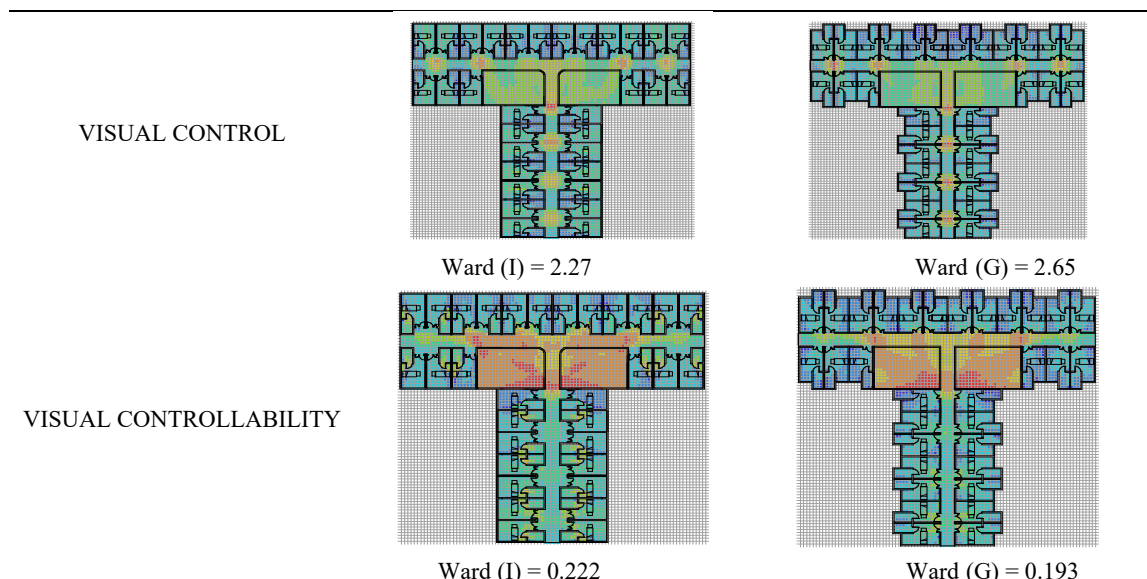 VISUAL CONTROL
Ward (I) = 2.27
Ward (G) = 2.65
VISUAL CONTROLLABILITY
Ward (I) = 0.222
Ward (G) = 0.193